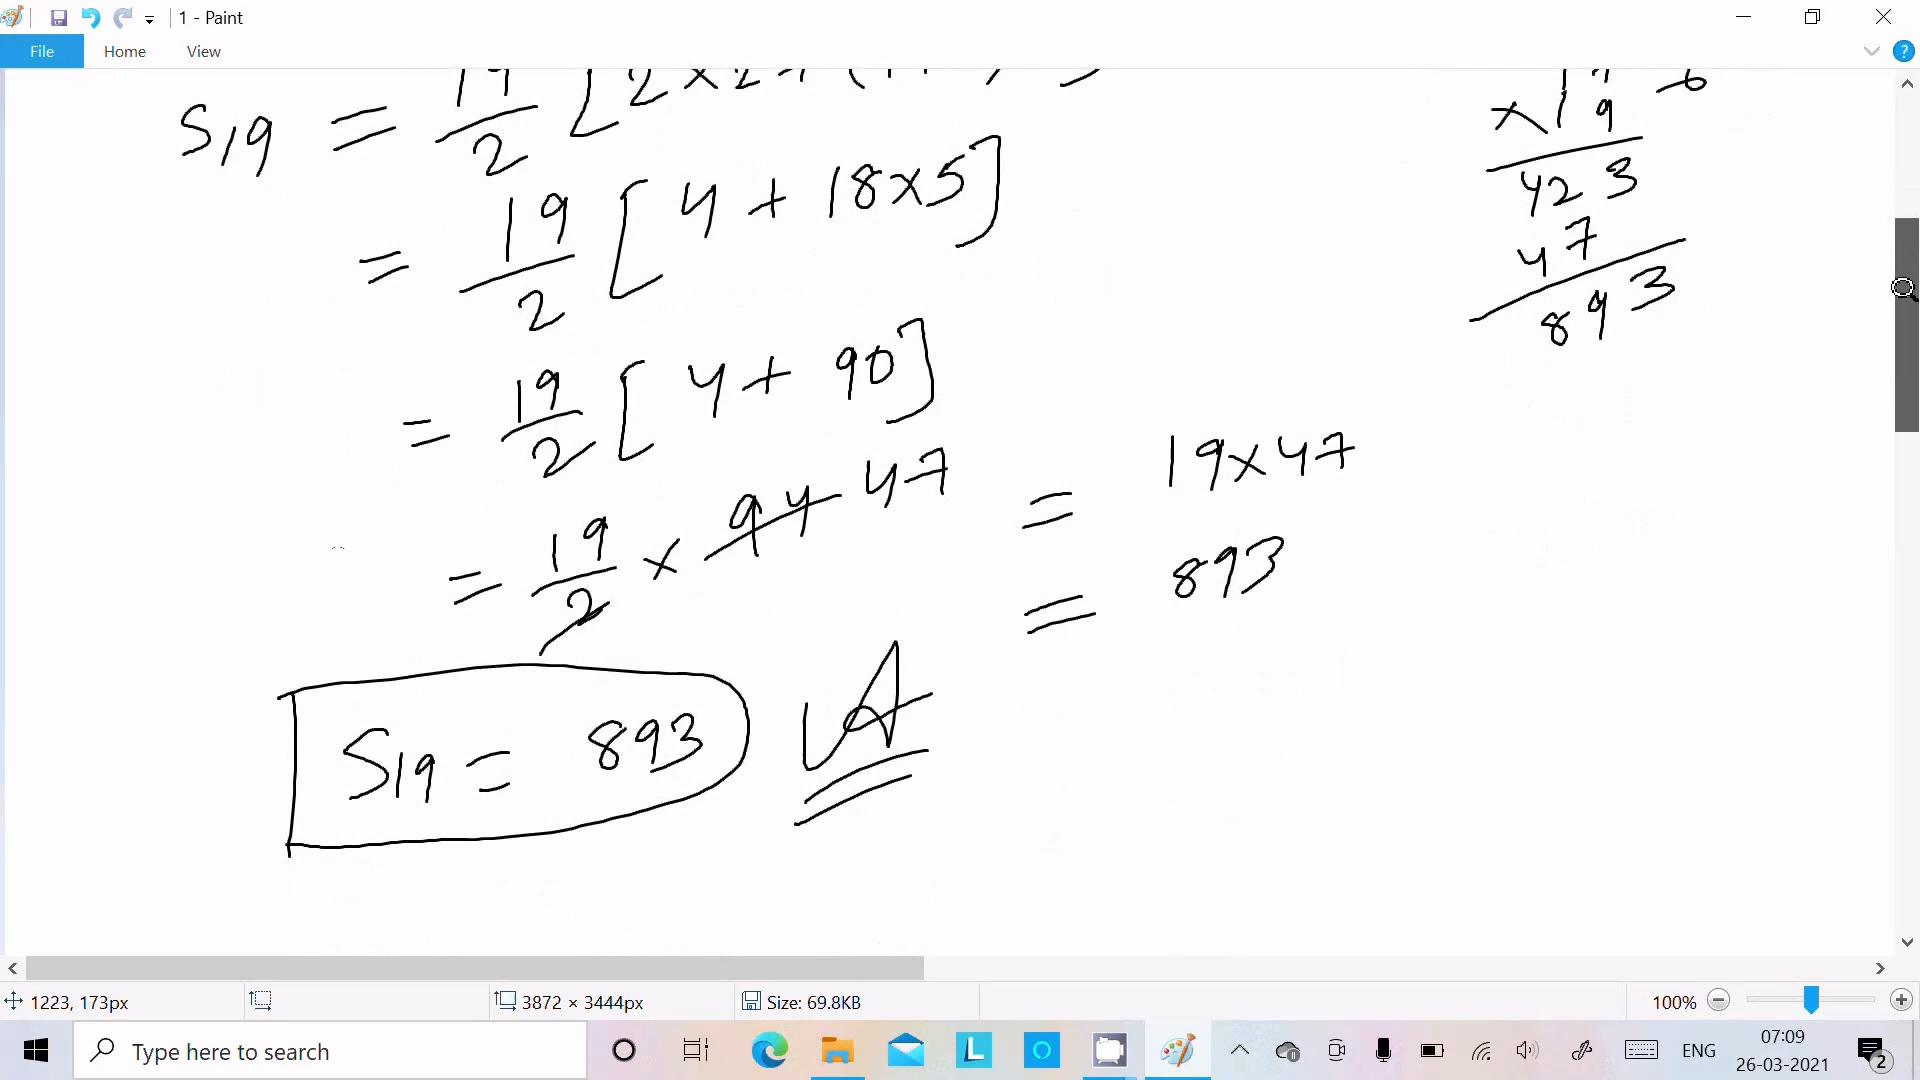 1 - Paint
File Home View
S19 = 19/2 [2×2+
× 19
= 19/2 [4 + 18×5]
423
47
893
= 19/2 [4 + 90]
= 19/2 × 94 47 = 19×47
= 893
S19 = 893 A
1223, 173px
3872 × 3444px
Size: 69.8KB
100%
Type here to search
L
ENG
07:09
26-03-2021
2